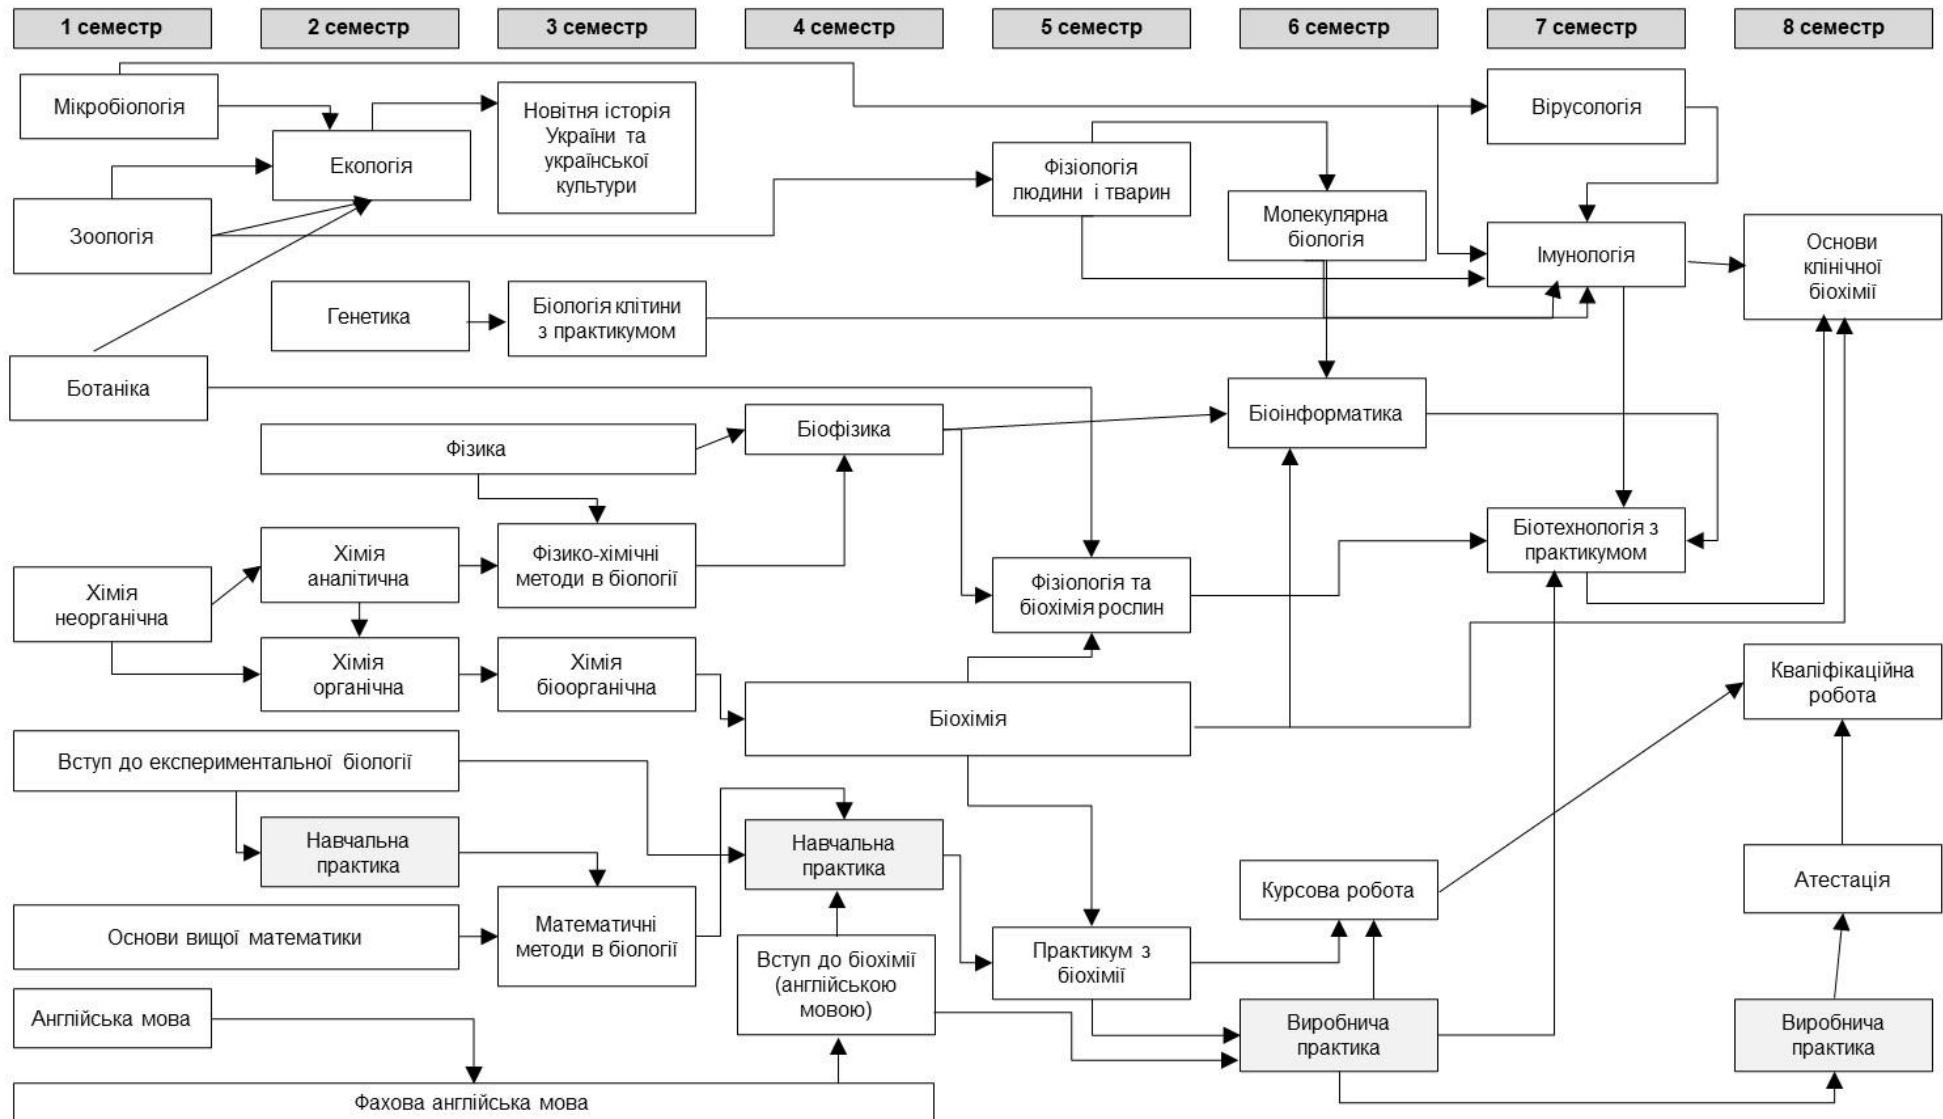 1 семестр
2 семестр
3 семестр
4 семестр
5 семестр
6 семестр
7 семестр
8 семестр
Мікробіологія
Екологія
Новітня історія
України та
української
культури
Вірусологія
Фізіологія
людини і тварин
Зоологія
Молекулярна
біологія
Імунологія
Основи
клінічної
біохімії
Генетика
Біологія клітини
з практикумом
Ботаніка
Біофізика
Біоінформатика
Фізика
Хімія
неорганічна
Хімія
аналітична
Фізико-хімічні
методи в біології
Фізіологія та
біохімія рослин
Біотехнологія з
практикумом
Хімія
органічна
Хімія
біоорганічна
Біохімія
Кваліфікаційна
робота
Вступ до експериментальної біології
Навчальна
практика
Навчальна
практика
Курсова робота
Атестація
Основи вищої математики
Математичні
методи в біології
Вступ до біохімії
(англійською
мовою)
Практикум з
біохімії
Англійська мова
Виробнича
практика
Виробнича
практика
Фахова англійська мова